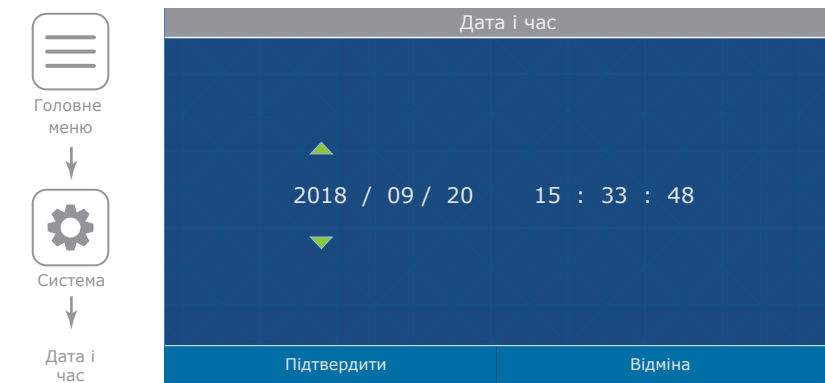 Головне
меню
Система
Дата і
час
Дата і час
2018 / 09 / 20 15 : 33 : 48
Підтвердити Відміна